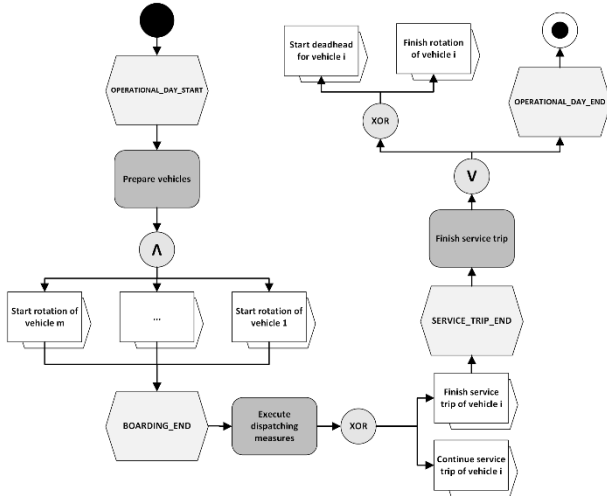 OPERATIONAL_DAY_START
Prepare vehicles
Λ
Start rotation of
vehicle m
...
Start rotation of
vehicle 1
BOARDING_END
Execute
dispatching
measures
XOR
Finish service
trip of vehicle i
Continue service
trip of vehicle i
SERVICE_TRIP_END
Finish service trip
V
XOR
Start deadhead
for vehicle i
Finish rotation
of vehicle i
OPERATIONAL_DAY_END